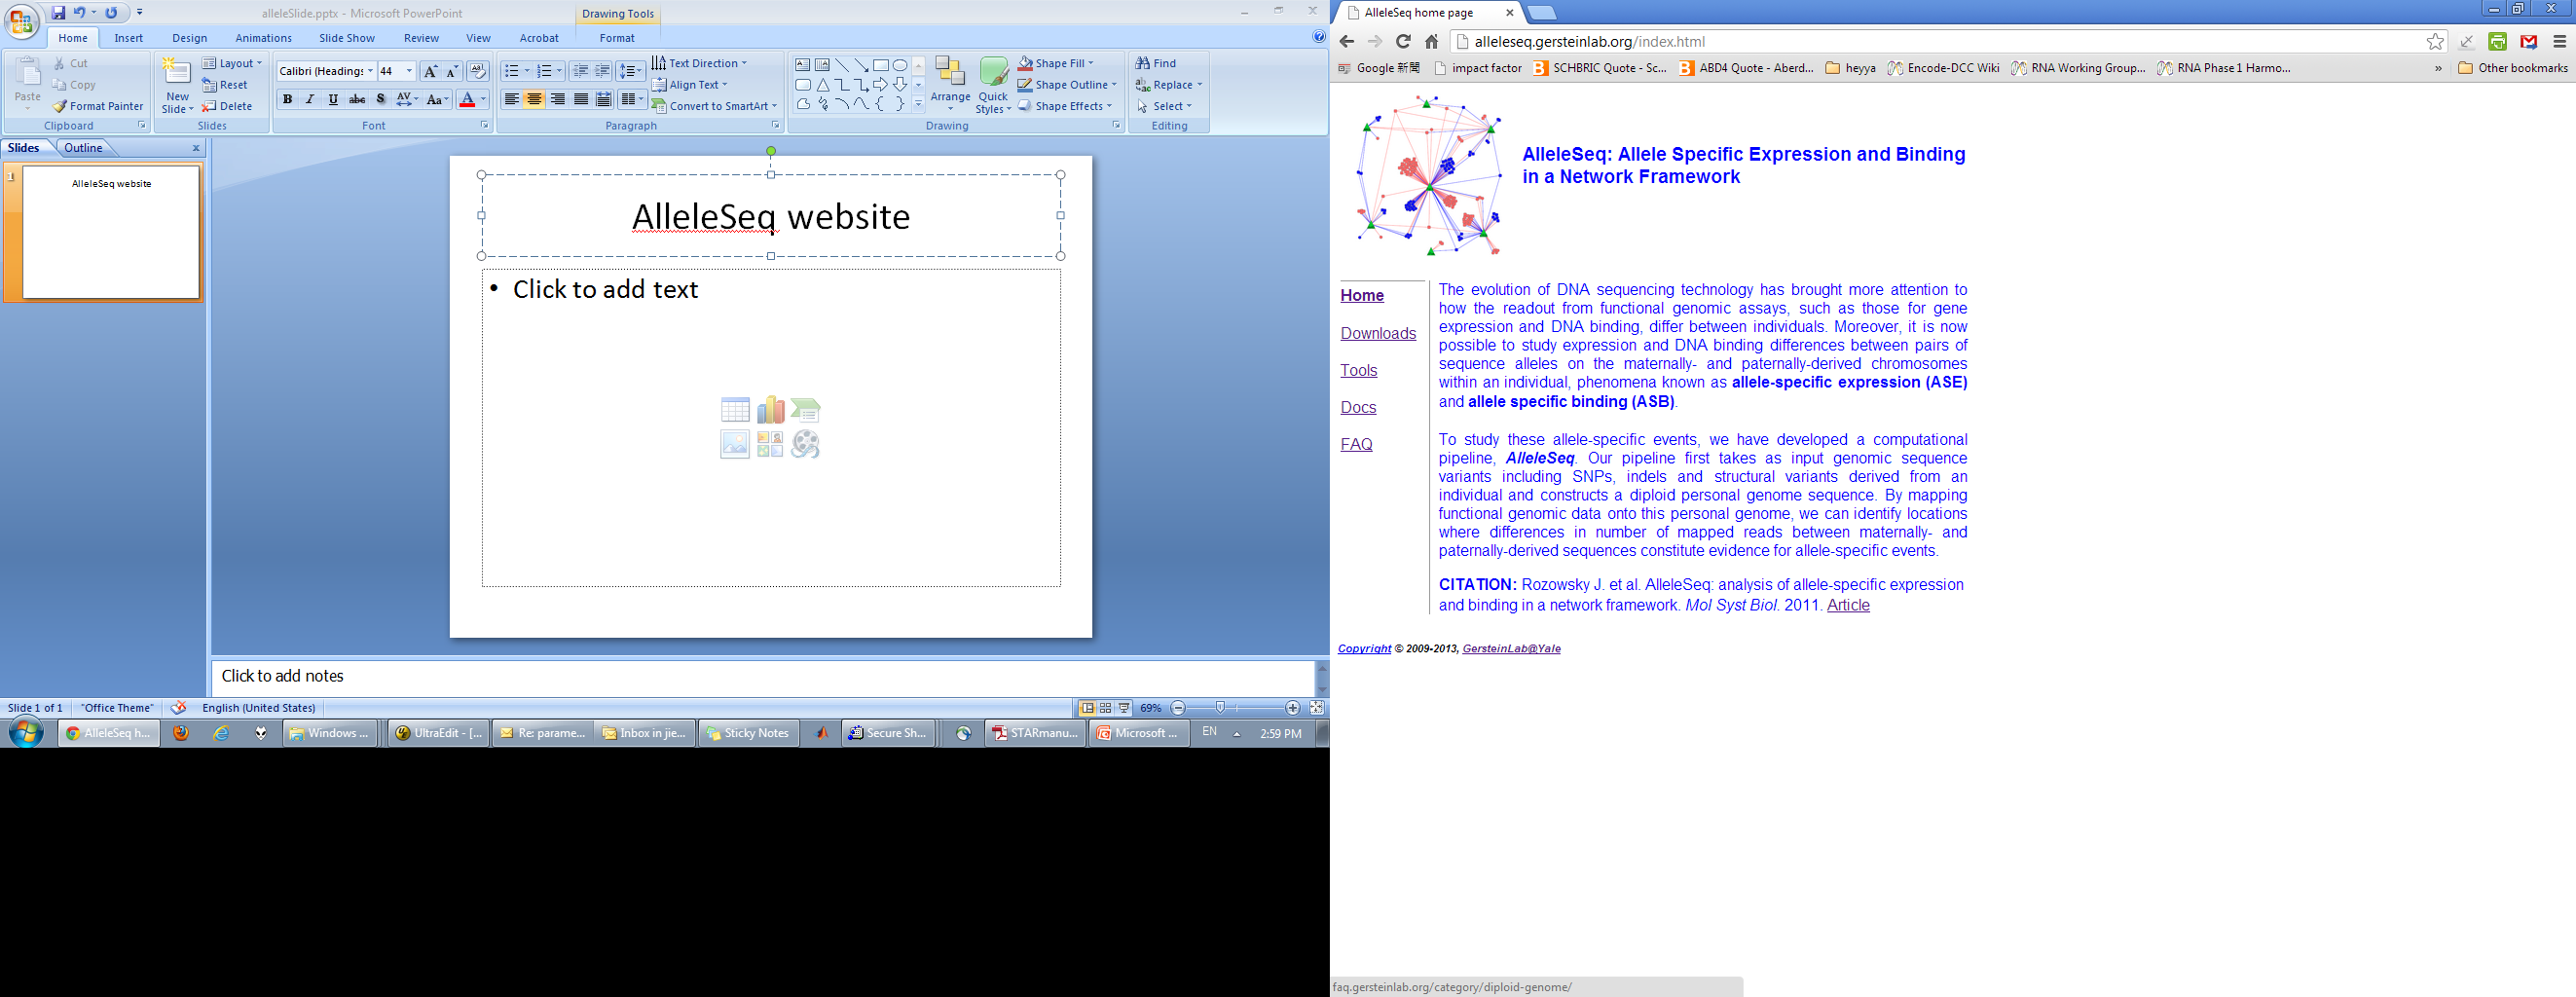 alleleSlide.pptx - Microsoft PowerPoint
Drawing Tools
Home Insert Design Animations Slide Show Review View Acrobat Format
Paste
Cut
Copy
Format Painter
Clipboard
New Slide
Layout
Reset
Delete
Slides
Calibri (Headings 44
B I U abe S AV Aa A
Font
Text Direction
Align Text
Convert to SmartArt
Paragraph
Arrange
Quick Styles
Shape Fill
Shape Outline
Shape Effects
Drawing
Find
Replace
Select
Editing
Slides Outline x
1
AlleleSeq website
AlleleSeq website
• Click to add text
Click to add notes
Slide 1 of 1 "Office Theme" English (United States) 69%
AlleleSeq h... Windows ... UltraEdit - [... Re: parame... Inbox in jie... Sticky Notes Secure Sh... STARmanu... Microsoft ... EN 2:59 PM
AlleleSeq home page
alleleseq.gersteinlab.org/index.html
Google 新聞 impact factor SCHBRIC Quote - Sc... ABD4 Quote - Aberd... heyya Encode-DCC Wiki RNA Working Group... RNA Phase1 Harmo... » Other bookmarks
AlleleSeq: Allele Specific Expression and Binding
in a Network Framework
Home
Downloads
Tools
Docs
FAQ
The evolution of DNA sequencing technology has brought more attention to
how the readout from functional genomic assays, such as those for gene
expression and DNA binding, differ between individuals. Moreover, it is now
possible to study expression and DNA binding differences between pairs of
sequence alleles on the maternally- and paternally-derived chromosomes
within an individual, phenomena known as allele-specific expression (ASE)
and allele specific binding (ASB).
To study these allele-specific events, we have developed a computational
pipeline, AlleleSeq. Our pipeline first takes as input genomic sequence
variants including SNPs, indels and structural variants derived from an
individual and constructs a diploid personal genome sequence. By mapping
functional genomic data onto this personal genome, we can identify locations
where differences in number of mapped reads between maternally- and
paternally-derived sequences constitute evidence for allele-specific events.
CITATION: Rozowsky J. et al. AlleleSeq: analysis of allele-specific expression
and binding in a network framework. Mol Syst Biol. 2011. Article
Copyright © 2009-2013, GersteinLab@Yale
faq.gersteinlab.org/category/diploid-genome/